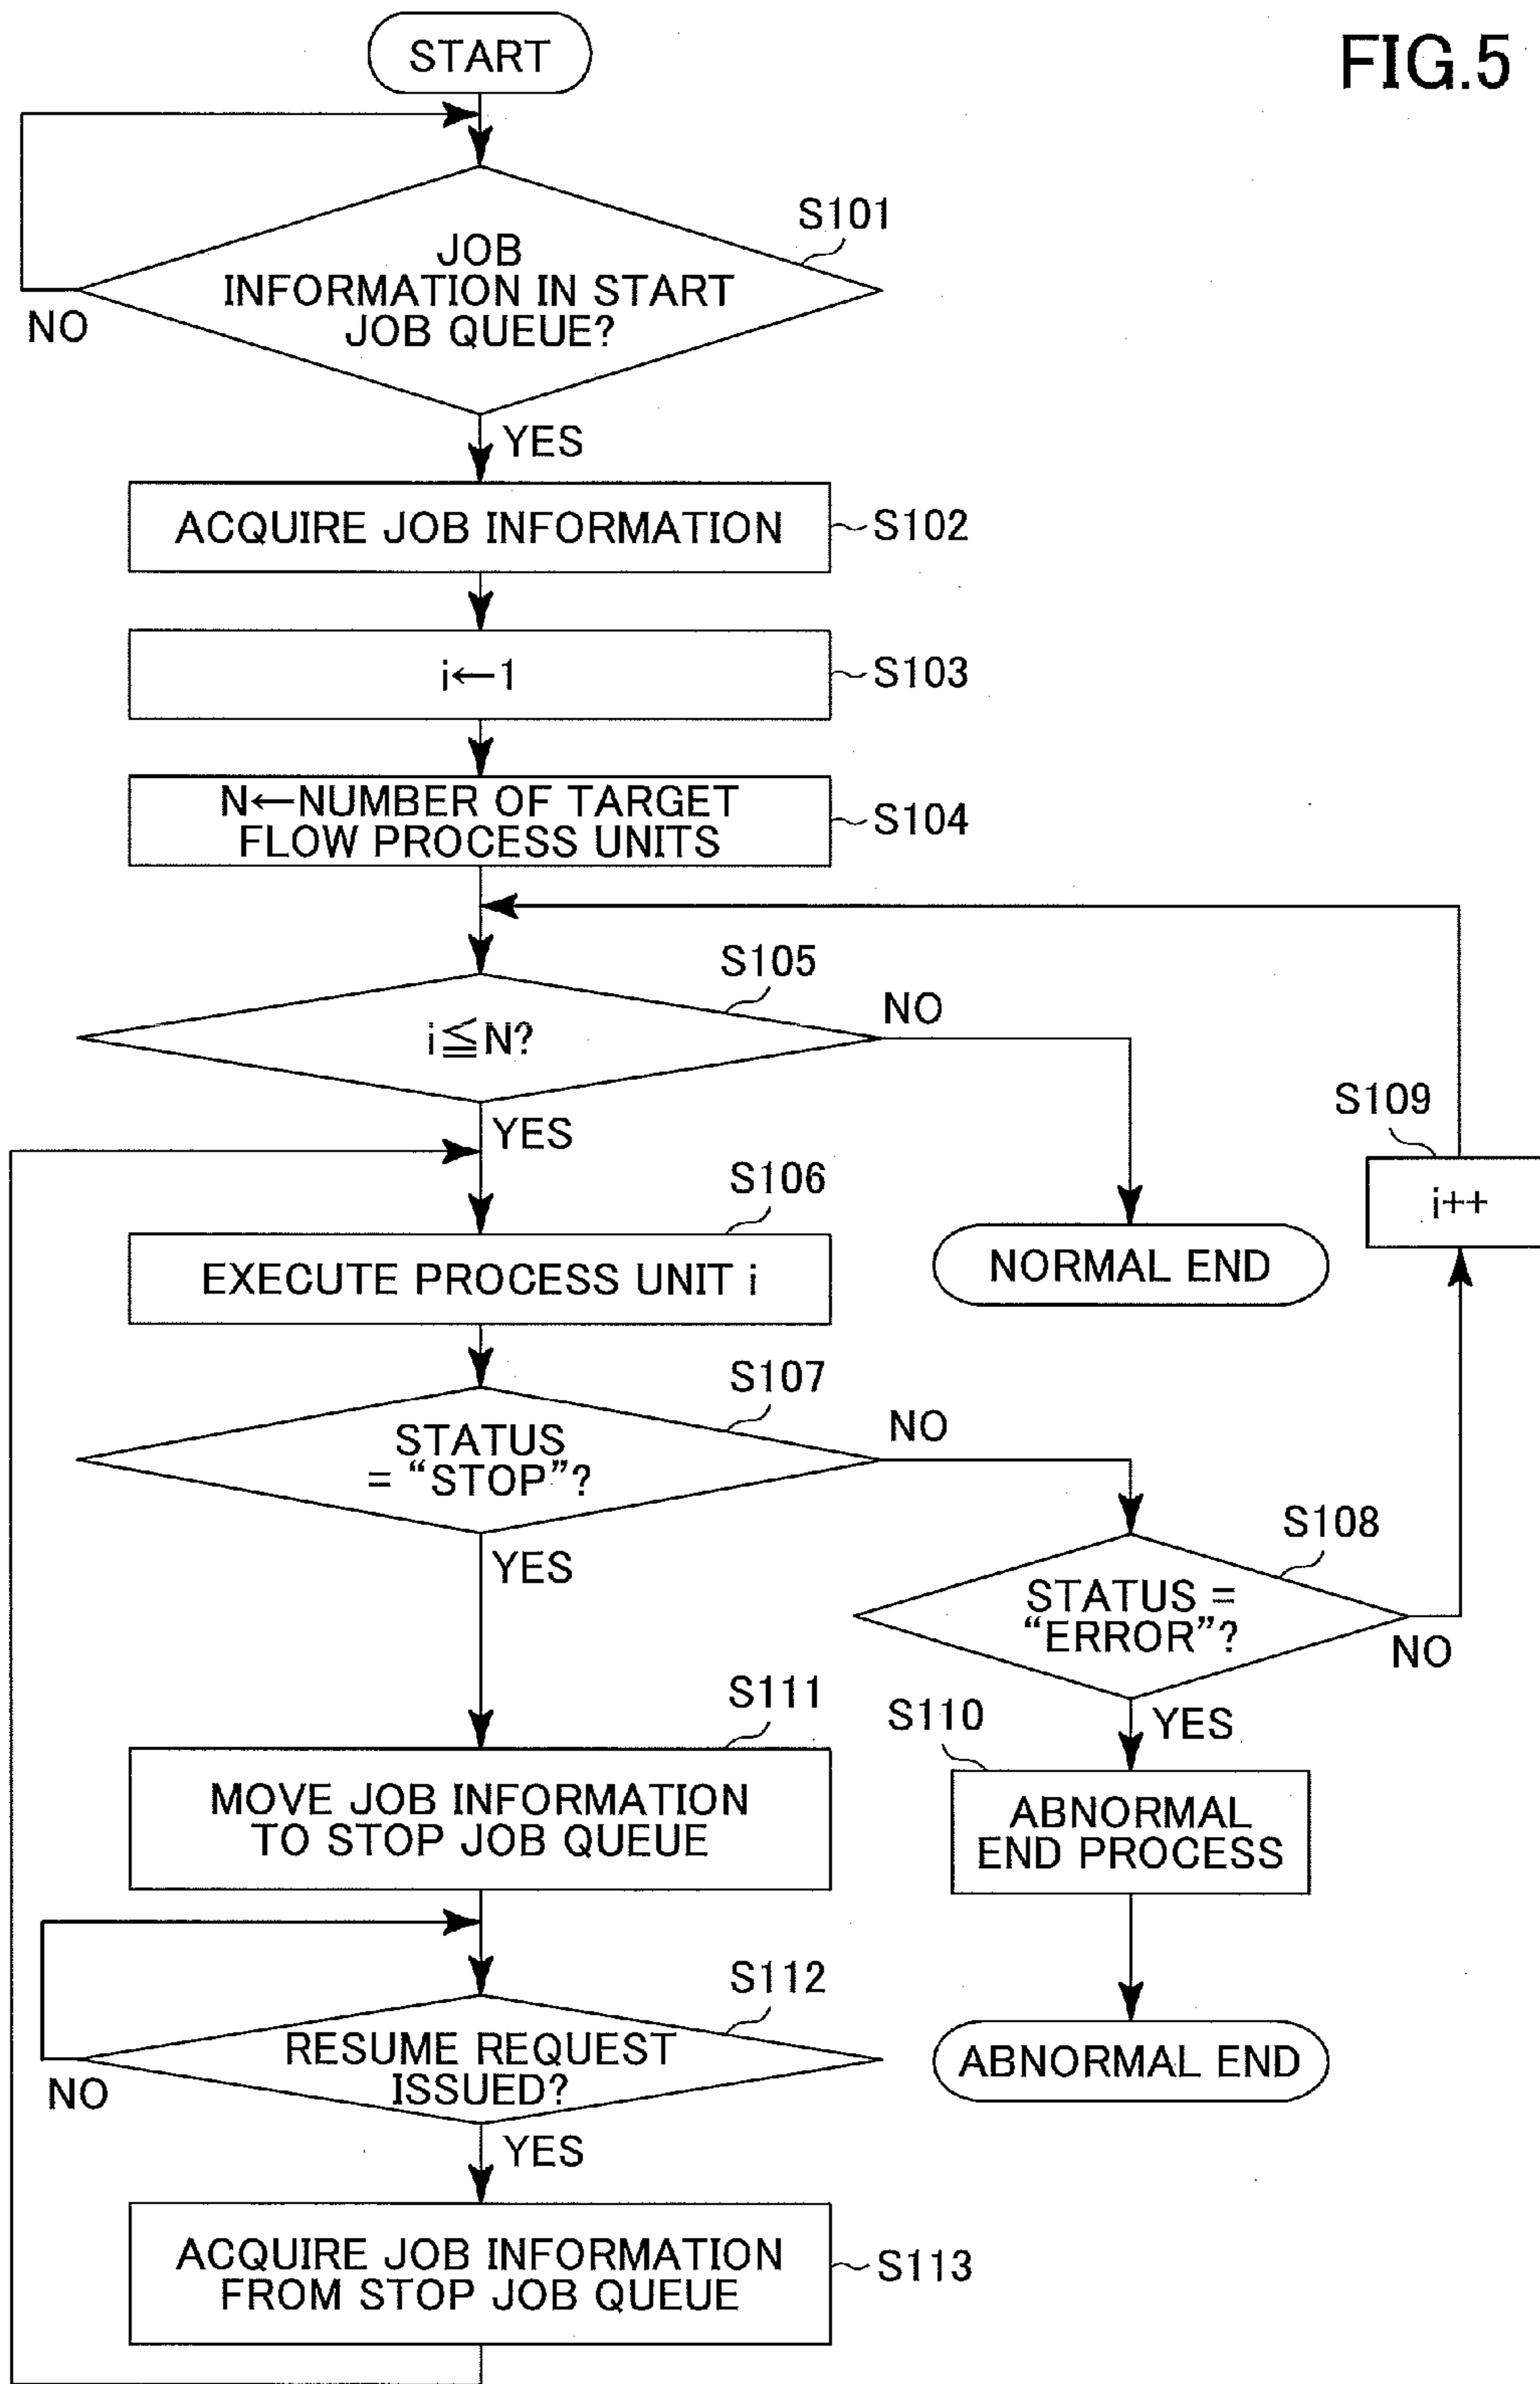 FIG.5
START
S101
JOB
INFORMATION IN START
JOB QUEUE?
NO
YES
ACQUIRE JOB INFORMATION
S102
i←1
S103
N←NUMBER OF TARGET
FLOW PROCESS UNITS
S104
S105
i≦N?
NO
YES
S109
i++
S106
EXECUTE PROCESS UNIT i
NORMAL END
S107
STATUS
= “STOP”?
NO
YES
S108
STATUS =
“ERROR”?
NO
YES
S110
ABNORMAL
END PROCESS
S111
MOVE JOB INFORMATION
TO STOP JOB QUEUE
S112
RESUME REQUEST
ISSUED?
NO
YES
ABNORMAL END
ACQUIRE JOB INFORMATION
FROM STOP JOB QUEUE
S113